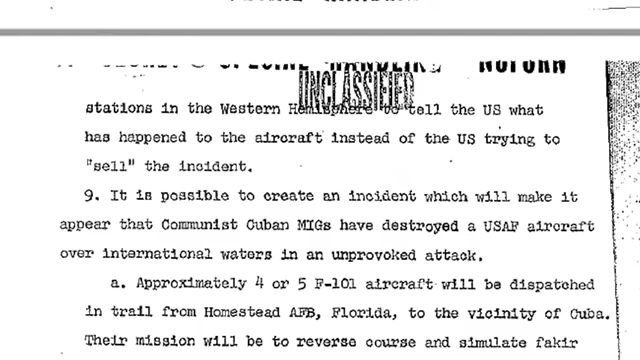 SPECIAL HANDLING NOFORN
UNCLASSIFIED
stations in the Western Hemisphere to tell the US what
has happened to the aircraft instead of the US trying to
"sell" the incident.
9. It is possible to create an incident which will make it
appear that Communist Cuban MIGs have destroyed a USAF aircraft
over international waters in an unprovoked attack.
a. Approximately 4 or 5 F-101 aircraft will be dispatched
in trail from Homestead AFB, Florida, to the vicinity of Cuba.
Their mission will be to reverse course and simulate fakir